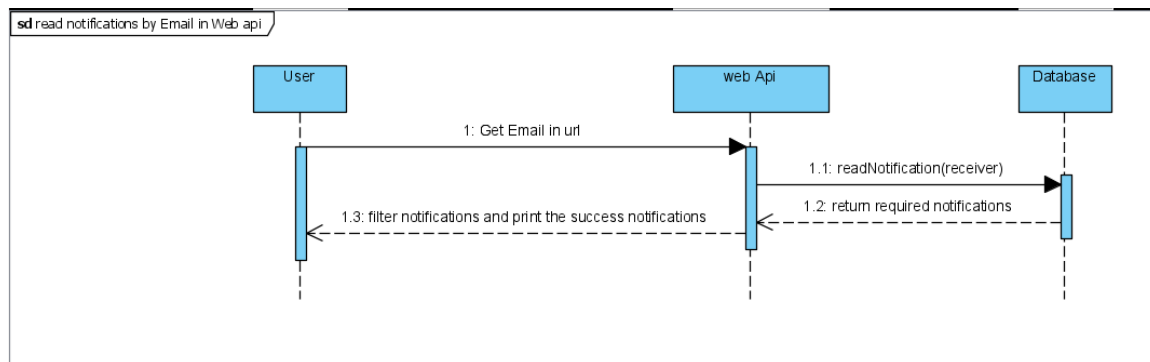 sd read notifications by Email in Web api
User
web Api
Database
1: Get Email in url
1.1: readNotification(receiver)
1.2: return required notifications
1.3: filter notifications and print the success notifications